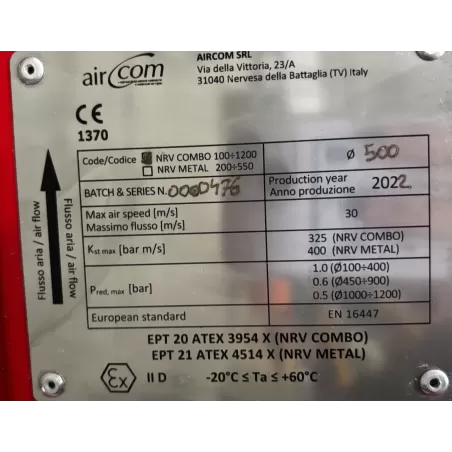 aircom
AIRCOM SRL
Via della Vittoria, 23/A
31040 Nervesa della Battaglia (TV) Italy
CE
1370
Flusso aria / air flow
Flusso aria / air flow
Code/Codice NRV COMBO 100÷1200
NRV METAL 200÷550
Ø 500
BATCH & SERIES N. 0000476
Production year
Anno produzione 2022
Max air speed [m/s]
Massimo flusso [m/s]
30
Kst max [bar m/s]
325 (NRV COMBO)
400 (NRV METAL)
Pred, max [bar]
1.0 (Ø100÷400)
0.6 (Ø450÷900)
0.5 (Ø1000÷1200)
European standard
EN 16447
EPT 20 ATEX 3954 X (NRV COMBO)
EPT 21 ATEX 4514 X (NRV METAL)
Ex II D -20°C ≤ Ta ≤ +60°C